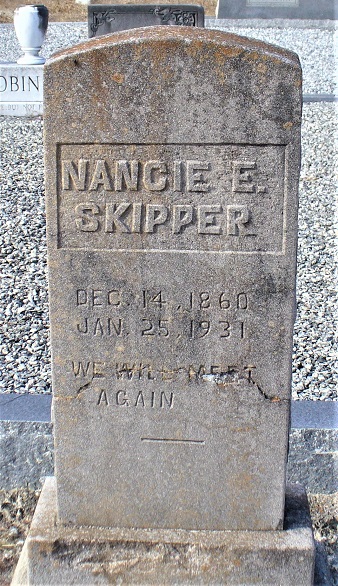 OBIN
NANCIE E.
SKIPPER
DEC. 14, 1860
JAN. 25, 1931
WE WILL MEET
AGAIN